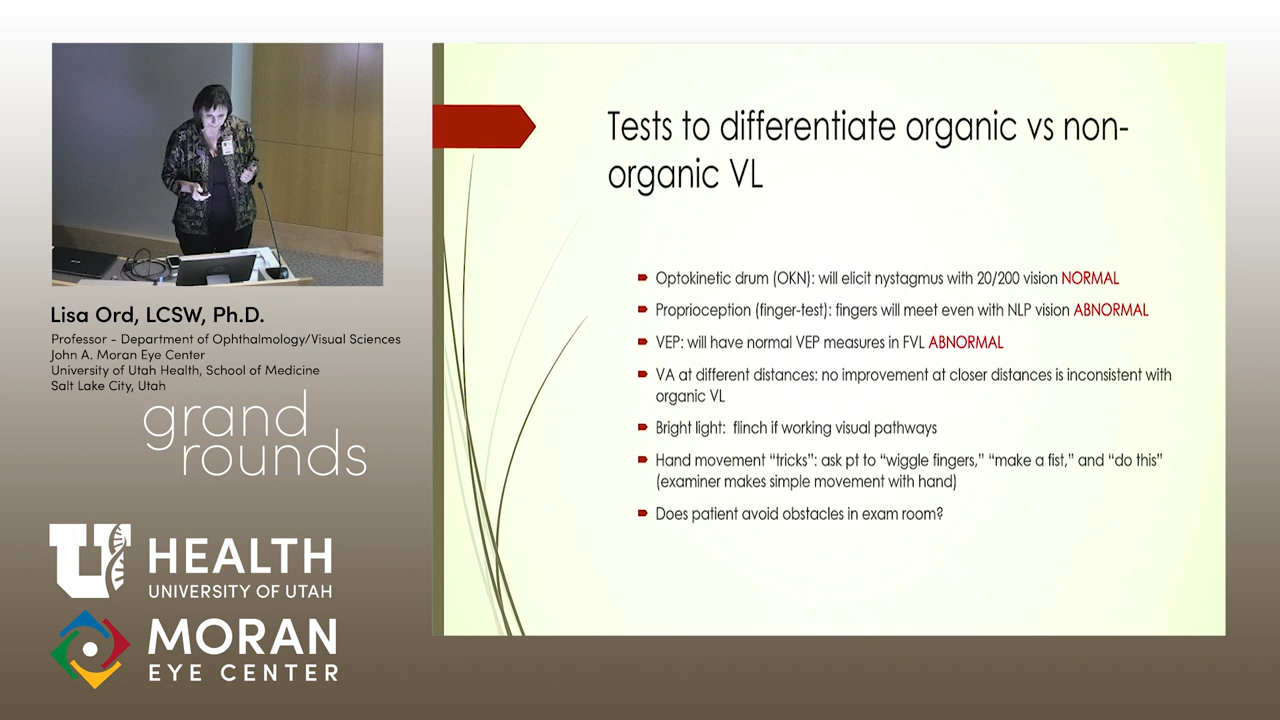 Lisa Ord, LCSW, Ph.D.
Professor - Department of Ophthalmology/Visual Sciences
John A. Moran Eye Center
University of Utah Health, School of Medicine
Salt Lake City, Utah
grand
rounds
U HEALTH
UNIVERSITY OF UTAH
MORAN
EYE CENTER
Tests to differentiate organic vs non-
organic VL
Optokinetic drum (OKN): will elicit nystagmus with 20/200 vision NORMAL
Proprioception (finger-test): fingers will meet even with NLP vision ABNORMAL
VEP: will have normal VEP measures in FVL ABNORMAL
VA at different distances: no improvement at closer distances is inconsistent with
organic VL
Bright light: flinch if working visual pathways
Hand movement “tricks”: ask pt to “wiggle fingers,” “make a fist,” and “do this”
(examiner makes simple movement with hand)
Does patient avoid obstacles in exam room?